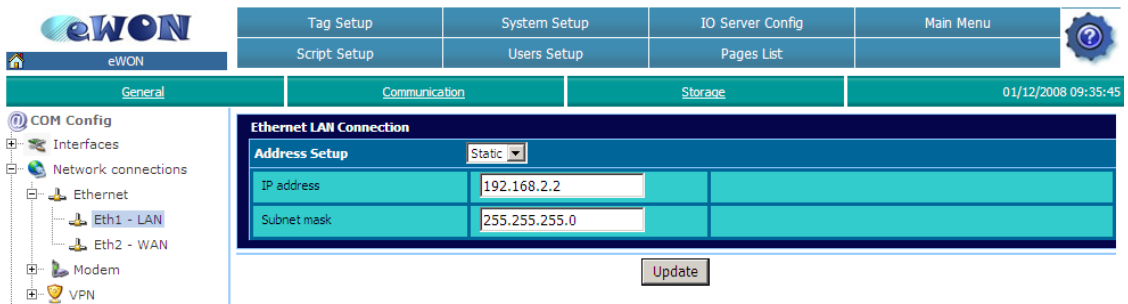 eWON
Tag Setup System Setup IO Server Config Main Menu
eWON Script Setup Users Setup Pages List
General Communication Storage 01/12/2008 09:35:45
COM Config
Interfaces
Network connections
Ethernet
Eth1 - LAN
Eth2 - WAN
Modem
VPN
Ethernet LAN Connection
Address Setup Static
IP address 192.168.2.2
Subnet mask 255.255.255.0
Update